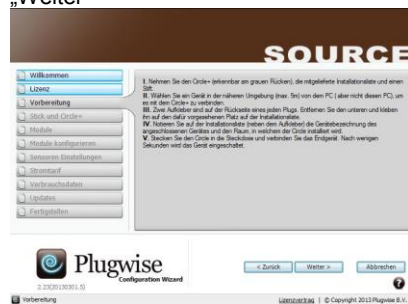 „Weiter“
SOURCE
Willkommen
Lizenz
Vorbereitung
Stick und Circle+
Module
Module konfigurieren
Sensoren Einstellungen
Stromtarif
Verbrauchsdaten
Updates
Fertigstellen
I. Nehmen Sie den Circle+ (erkennbar am grauen Rücken), die mitgelieferte Installationsliste und einen
Stift.
II. Wählen Sie ein Gerät in der näheren Umgebung (max. 5m) von dem PC ( aber nicht diesen PC), um
es mit dem Circle+ zu verbinden.
III. Zwei Aufkleber sind auf der Rückseite eines jeden Plugs. Entfernen Sie den unteren und kleben
ihn auf den dafür vorgesehenen Platz auf der Installationsliste.
IV. Notieren Sie auf der Installationsliste (neben dem Aufkleber) die Gerätebezeichnung des
angeschlossenen Gerätes und den Raum, in welchem der Circle installiert wird.
V. Stecken Sie den Circle in die Steckdose und verbinden Sie das Endgerät. Nach wenigen
Sekunden wird das Gerät eingeschaltet.
Plugwise
Configuration Wizard
2.23(20130301.5)
< Zurück
Weiter >
Abbrechen
Vorbereitung
Lizenzvertrag | © Copyright 2013 Plugwise B.V.